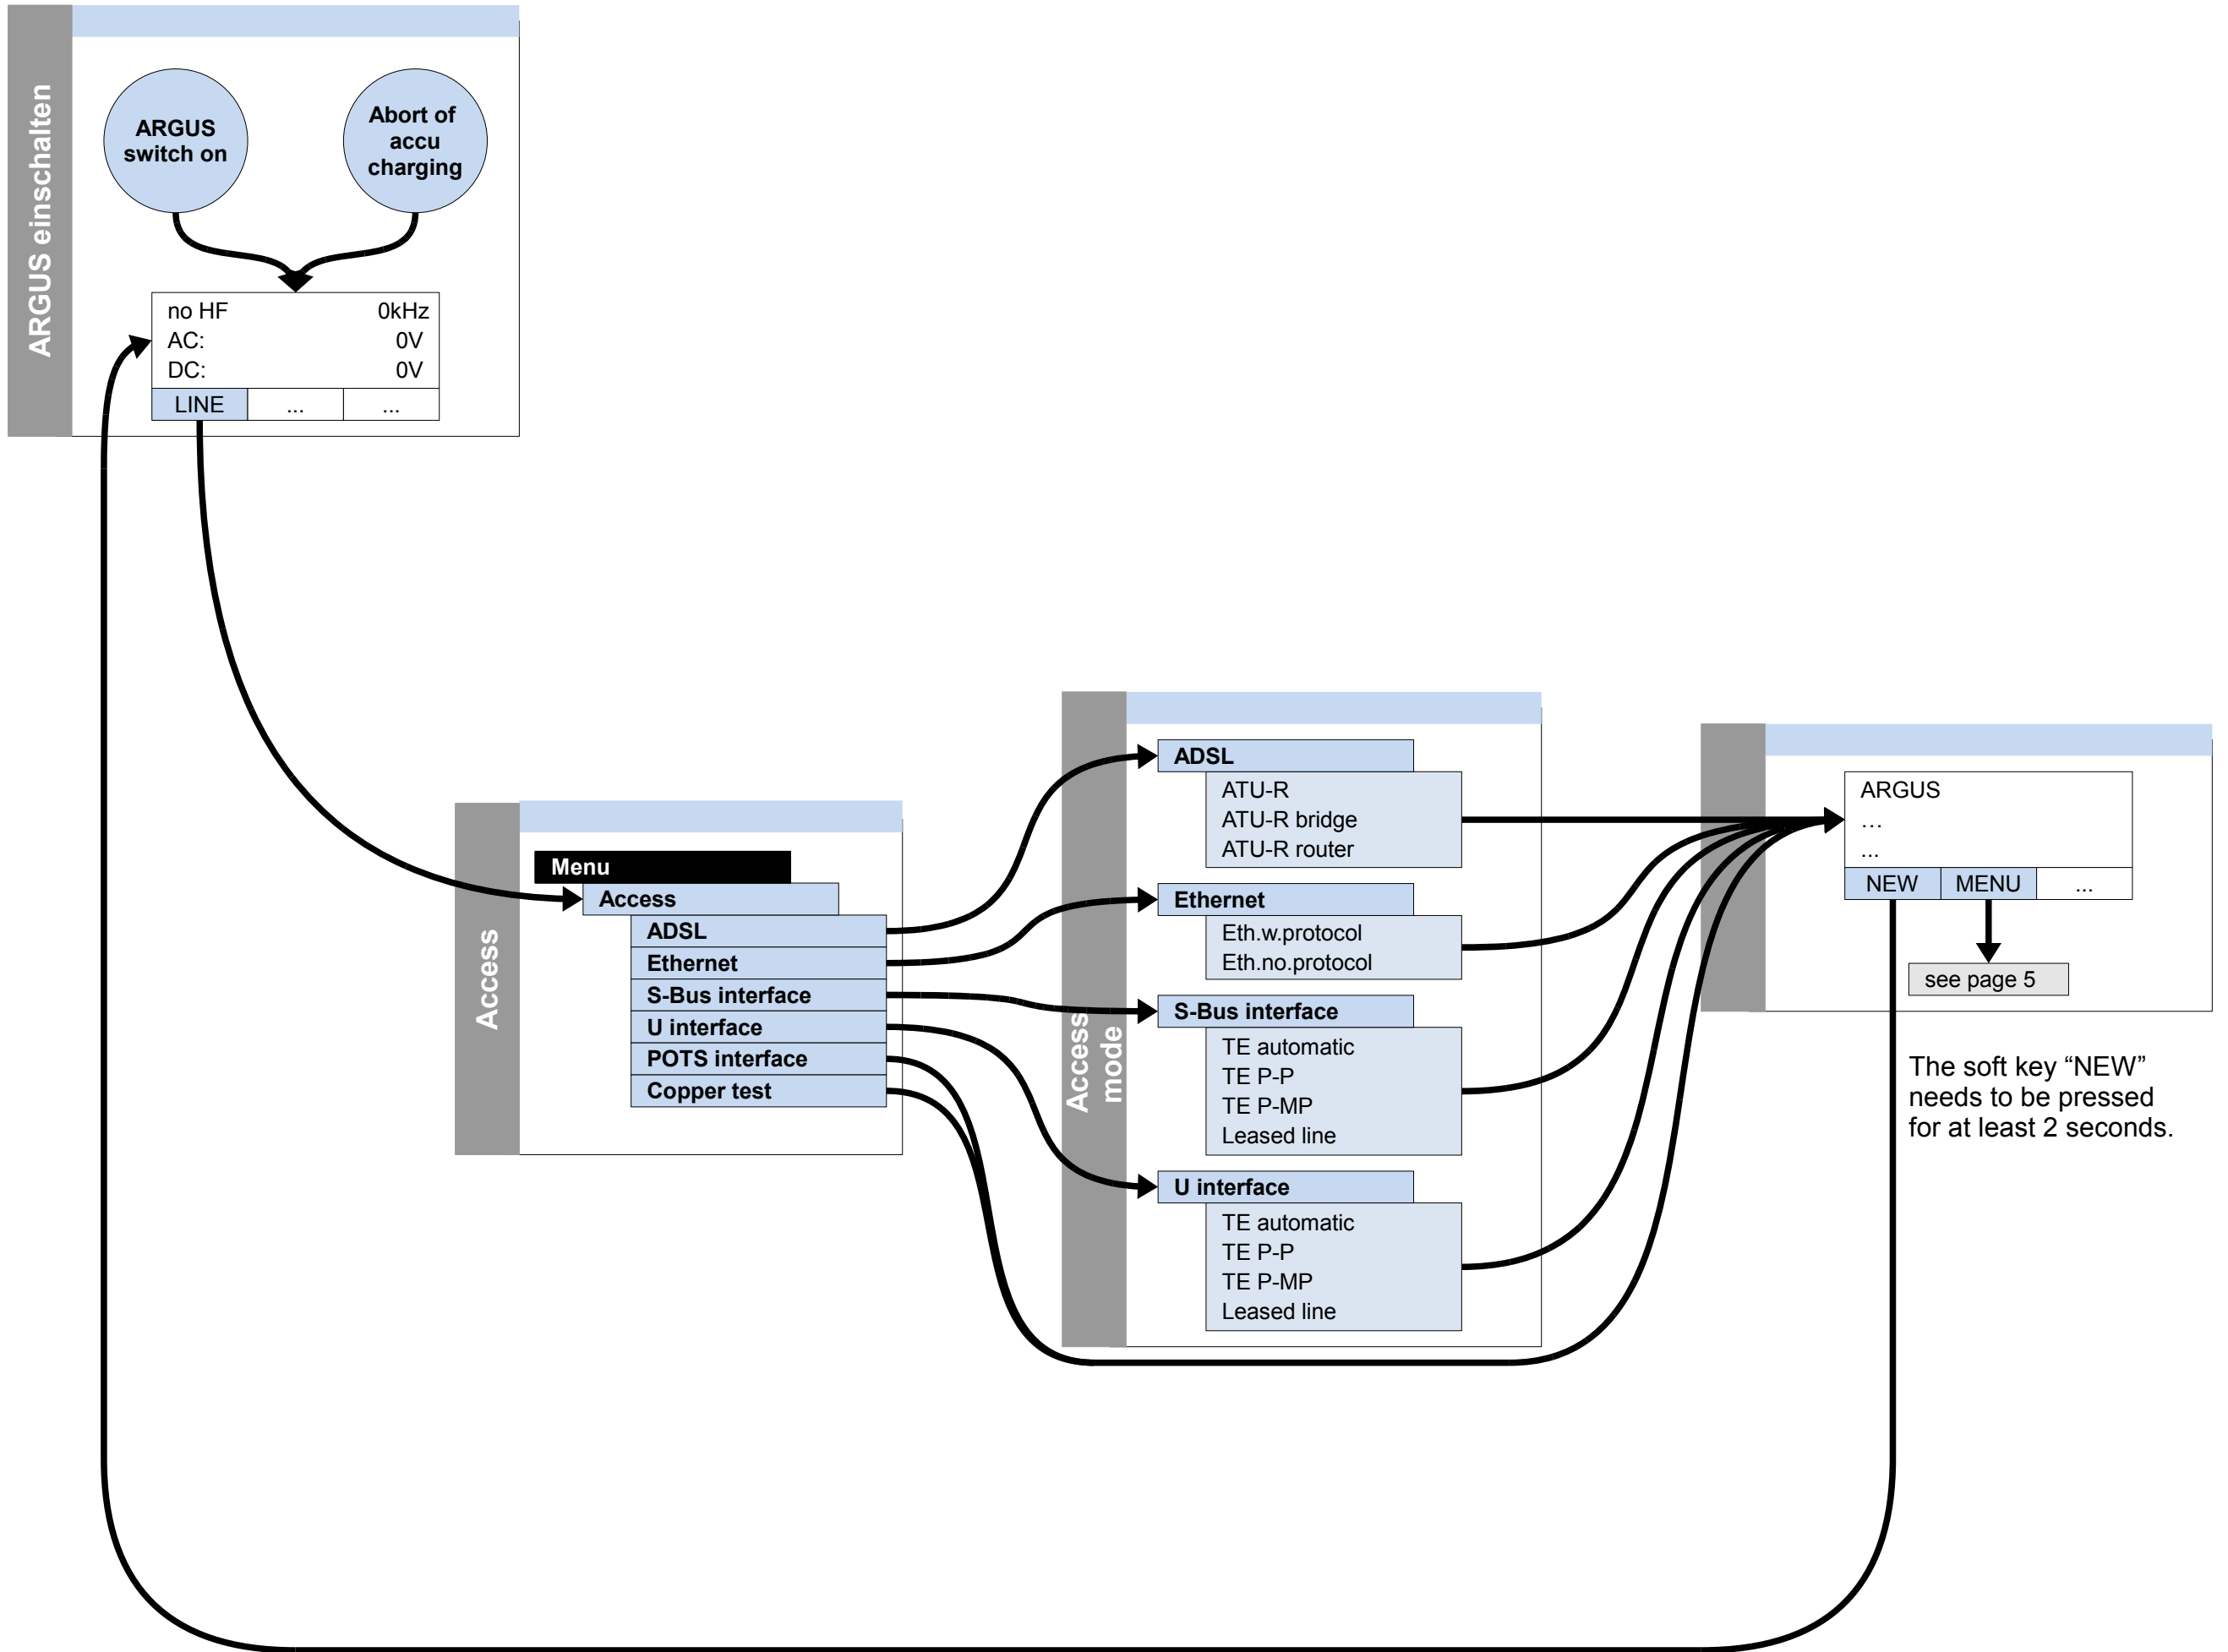 ARGUS einschalten
ARGUS
switch on
Abort of
accu
charging
no HF 0kHz
AC: 0V
DC: 0V
LINE ... ...
Access
Menu
Access
ADSL
Ethernet
S-Bus interface
U interface
POTS interface
Copper test
Access
mode
ADSL
ATU-R
ATU-R bridge
ATU-R router
Ethernet
Eth.w.protocol
Eth.no.protocol
S-Bus interface
TE automatic
TE P-P
TE P-MP
Leased line
U interface
TE automatic
TE P-P
TE P-MP
Leased line
ARGUS
…
...
NEW MENU ...
see page 5
The soft key “NEW”
needs to be pressed
for at least 2 seconds.